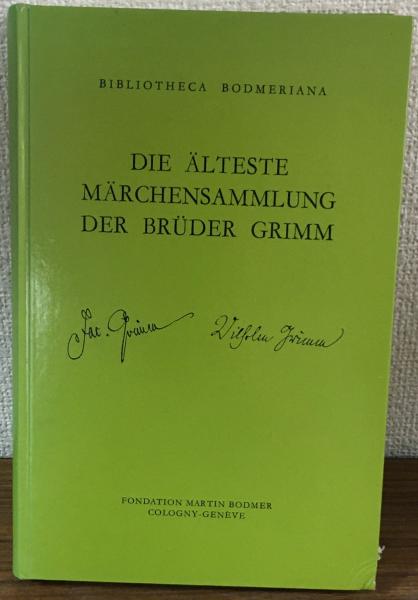 BIBLIOTHECA BODMERIANA
DIE ÄLTESTE
MÄRCHENSAMMLUNG
DER BRÜDER GRIMM
Jac. Grimm Wilhelm Grimm
FONDATION MARTIN BODMER
COLOGNY-GENÈVE